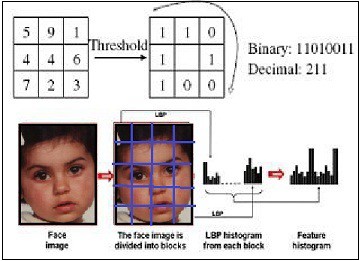 5 9 1
4 4 6
7 2 3
Threshold
1 1 0
1 1
1 0 0
Binary: 11010011
Decimal: 211
LBP
LBP
Face
image
The face image is
divided into blocks
LBP histogram
from each block
Feature
histogram